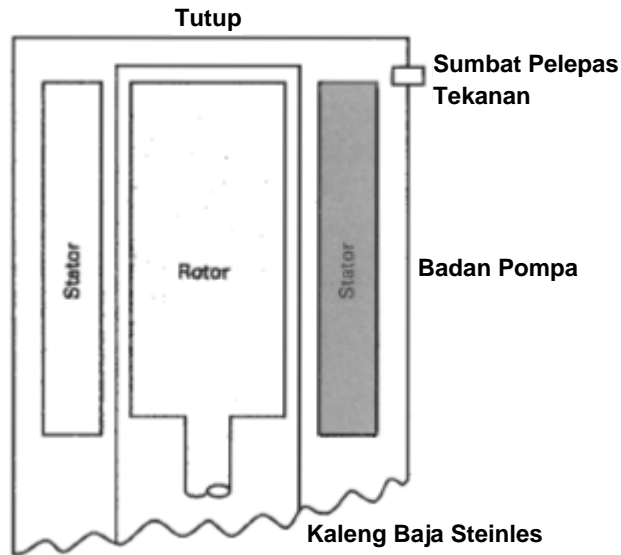 Tutup
Sumbat Pelepas
Tekanan
Stator
Rotor
Stator
Badan Pompa
Kaleng Baja Steinles